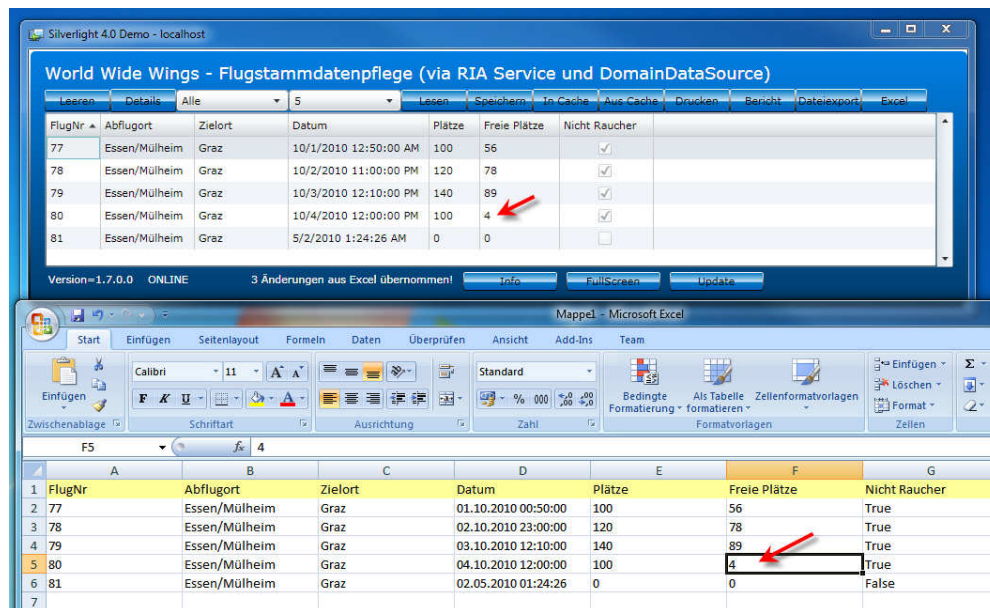 Silverlight 4.0 Demo - localhost
World Wide Wings - Flugstammdatenpflege (via RIA Service und DomainDataSource)
Leeren Details Alle 5 Lesen Speichern In Cache Aus Cache Drucken Bericht Dateiexport Excel
FlugNr Abflugort Zielort Datum Plätze Freie Plätze Nicht Raucher
77 Essen/Mülheim Graz 10/1/2010 12:50:00 AM 100 56
78 Essen/Mülheim Graz 10/2/2010 11:00:00 PM 120 78
79 Essen/Mülheim Graz 10/3/2010 12:10:00 PM 140 89
80 Essen/Mülheim Graz 10/4/2010 12:00:00 PM 100 4
81 Essen/Mülheim Graz 5/2/2010 1:24:26 AM 0 0
Version=1.7.0.0 ONLINE 3 Änderungen aus Excel übernommen! Info FullScreen Update
Mappe1 - Microsoft Excel
Start Einfügen Seitenlayout Formeln Daten Überprüfen Ansicht Add-Ins Team
Einfügen
Calibri 11 A A
F K U A
Standard
% 000 ,00 ,00
Bedingte Formatierung
Als Tabelle formatieren
Zellenformatvorlagen
Einfügen
Löschen
Format
Σ
Zwischenablage Schriftart Ausrichtung Zahl Formatvorlagen Zellen
F5 fx 4
A B C D E F G
1 FlugNr Abflugort Zielort Datum Plätze Freie Plätze Nicht Raucher
2 77 Essen/Mülheim Graz 01.10.2010 00:50:00 100 56 True
3 78 Essen/Mülheim Graz 02.10.2010 23:00:00 120 78 True
4 79 Essen/Mülheim Graz 03.10.2010 12:10:00 140 89 True
5 80 Essen/Mülheim Graz 04.10.2010 12:00:00 100 4 True
6 81 Essen/Mülheim Graz 02.05.2010 01:24:26 0 0 False
7